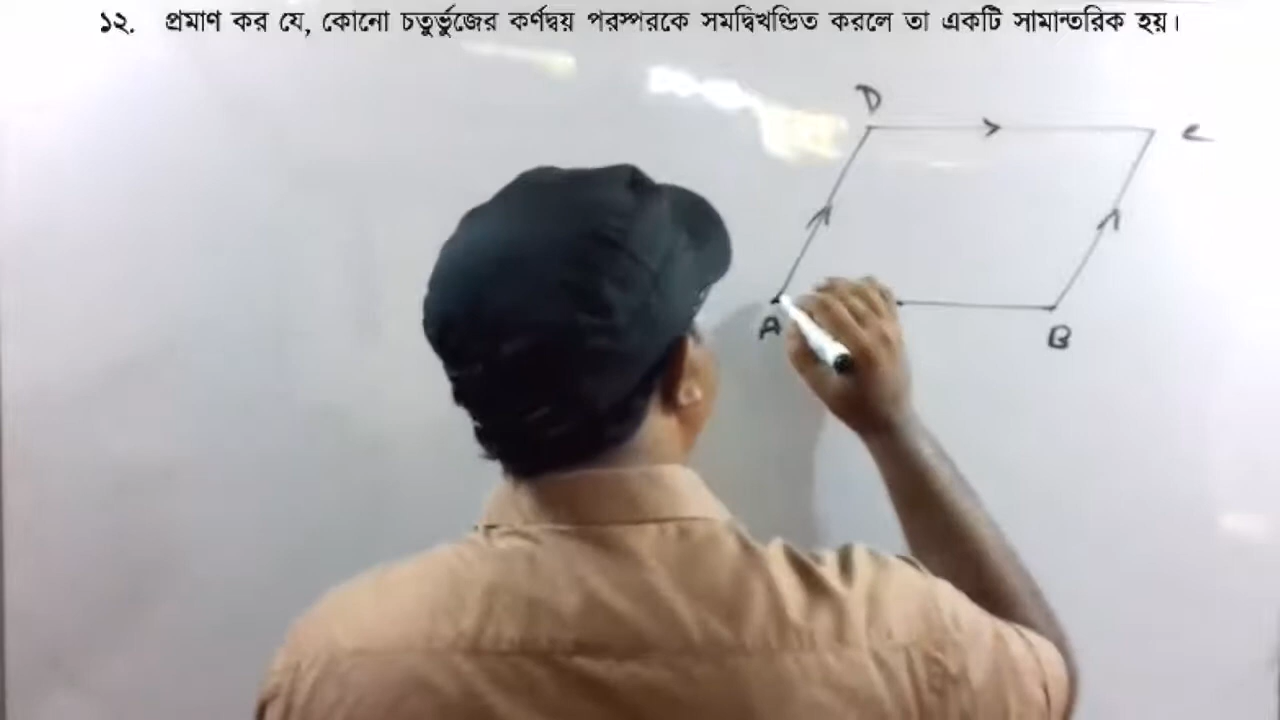 ১২. প্রমাণ কর যে, কোনো চতুর্ভুজের কর্ণদ্বয় পরস্পরকে সমদ্বিখণ্ডিত করলে তা একটি সামান্তরিক হয়।
D
C
A
B